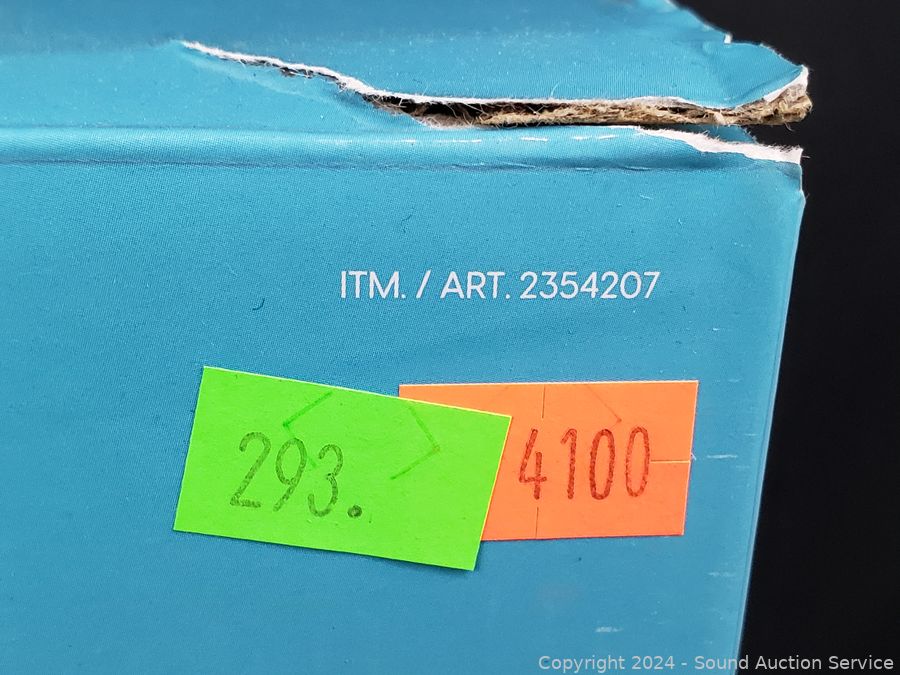 ITM. / ART. 2354207
293.
4100
Copyright 2024 - Sound Auction Service